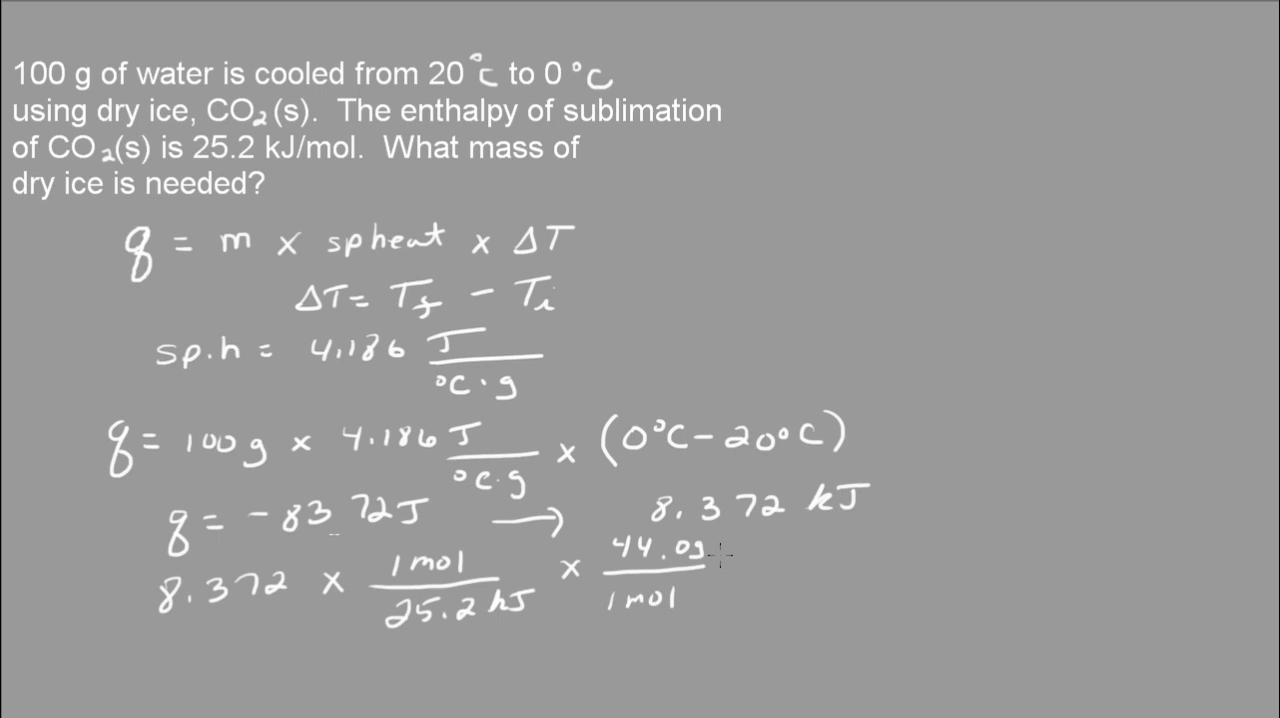 100 g of water is cooled from 20 °C to 0 °C
using dry ice, CO₂(s). The enthalpy of sublimation
of CO₂(s) is 25.2 kJ/mol. What mass of
dry ice is needed?
q = m x sp heat x ΔT
ΔT = T_f - T_i
sp.h = 4.186 J/°C·g
q = 100 g x 4.186 J/°C·g x (0°C - 20°C)
q = -8372 J → 8.372 kJ
8.372 x 1 mol/25.2 kJ x 44.0g/1 mol